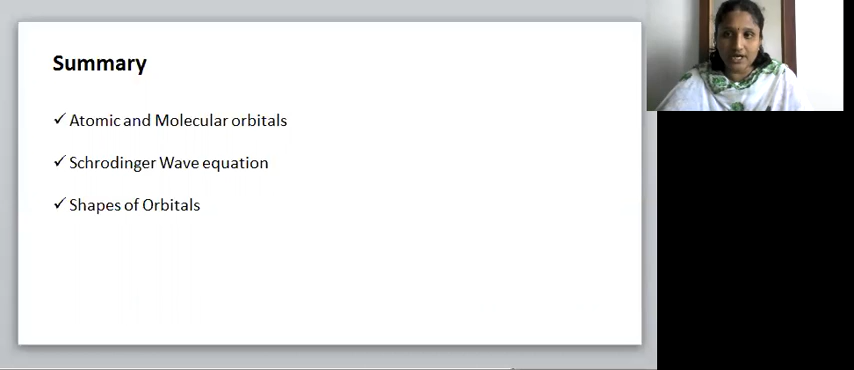 Summary
✓ Atomic and Molecular orbitals
✓ Schrodinger Wave equation
✓ Shapes of Orbitals